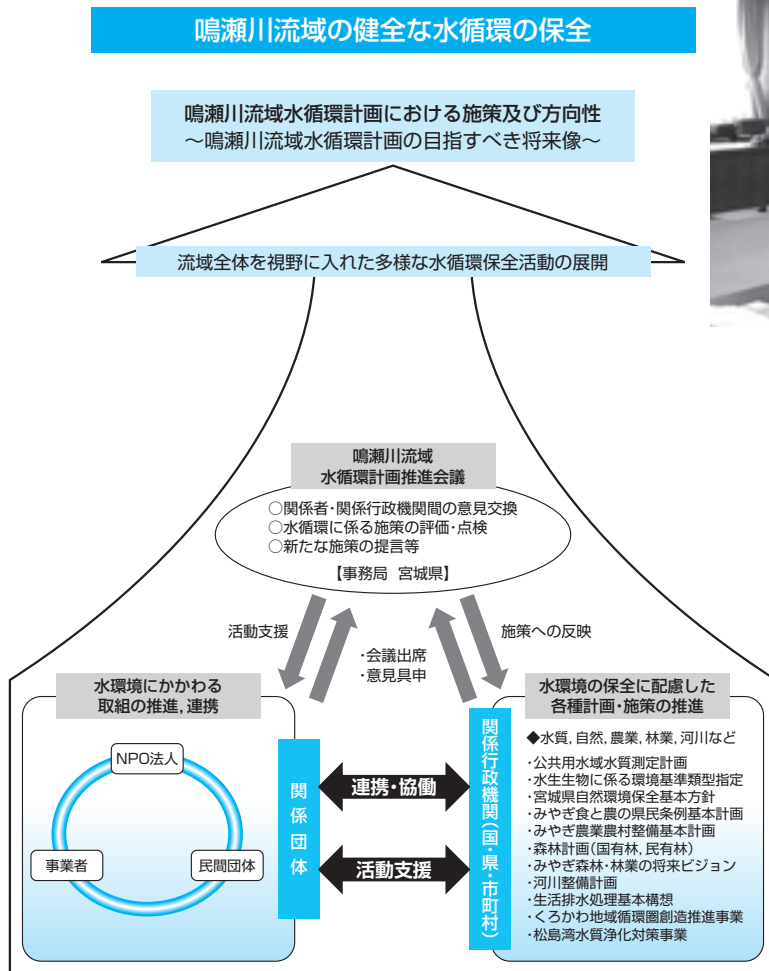 鳴瀬川流域の健全な水循環の保全
鳴瀬川流域水循環計画における施策及び方向性
～鳴瀬川流域水循環計画の目指すべき将来像～
流域全体を視野に入れた多様な水循環保全活動の展開
鳴瀬川流域
水循環計画推進会議
○関係者・関係行政機関間の意見交換
○水循環に係る施策の評価・点検
○新たな施策の提言等
【事務局 宮城県】
活動支援
・会議出席
・意見具申
施策への反映
水環境にかかわる
取組の推進, 連携
NPO法人
事業者
民間団体
関係団体
連携・協働
活動支援
関係行政機関（国・県・市町村）
水環境の保全に配慮した
各種計画・施策の推進
◆水質, 自然, 農業, 林業, 河川など
・公共用水域水質測定計画
・水生生物に係る環境基準類型指定
・宮城県自然環境保全基本方針
・みやぎ食と農の県民条例基本計画
・みやぎ農業農村整備基本計画
・森林計画（国有林, 民有林）
・みやぎ森林・林業の将来ビジョン
・河川整備計画
・生活排水処理基本構想
・くろかわ地域循環圏創造推進事業
・松島湾水質浄化対策事業